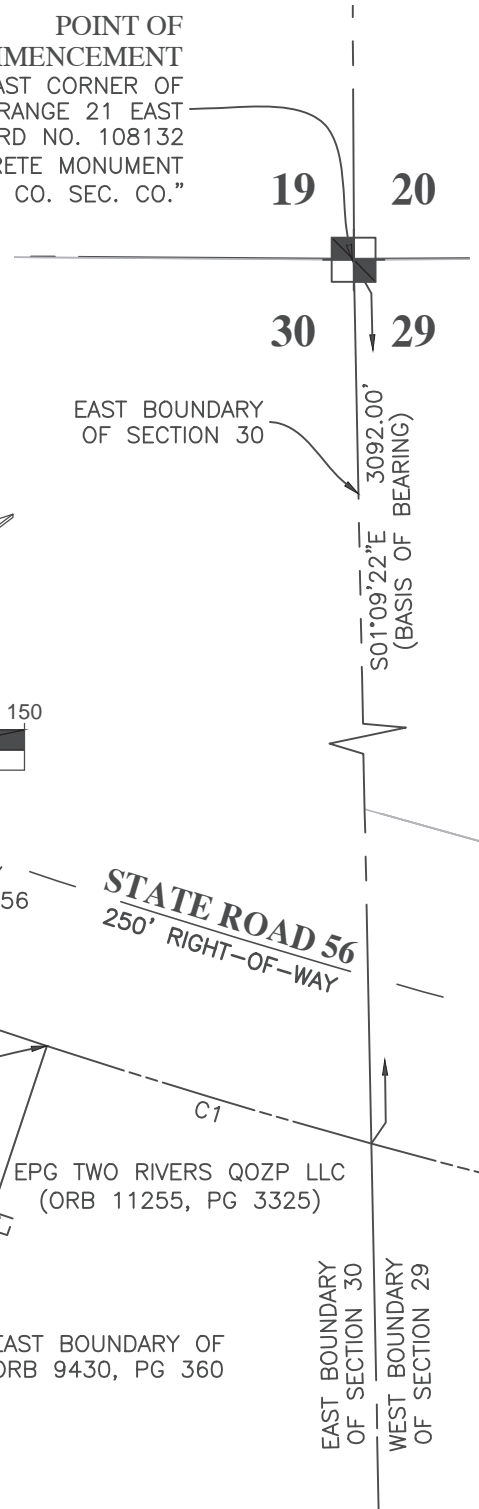 POINT OF
MMENCEMENT
AST CORNER OF
RANGE 21 EAST
RD NO. 108132
RETE MONUMENT
CO. SEC. CO.”
19
20
30
29
EAST BOUNDARY
OF SECTION 30
S01°09'22"E 3092.00'
(BASIS OF BEARING)
150
56
STATE ROAD 56
250' RIGHT-OF-WAY
C1
EPG TWO RIVERS QOZP LLC
(ORB 11255, PG 3325)
EAST BOUNDARY OF
ORB 9430, PG 360
EAST BOUNDARY
OF SECTION 30
WEST BOUNDARY
OF SECTION 29